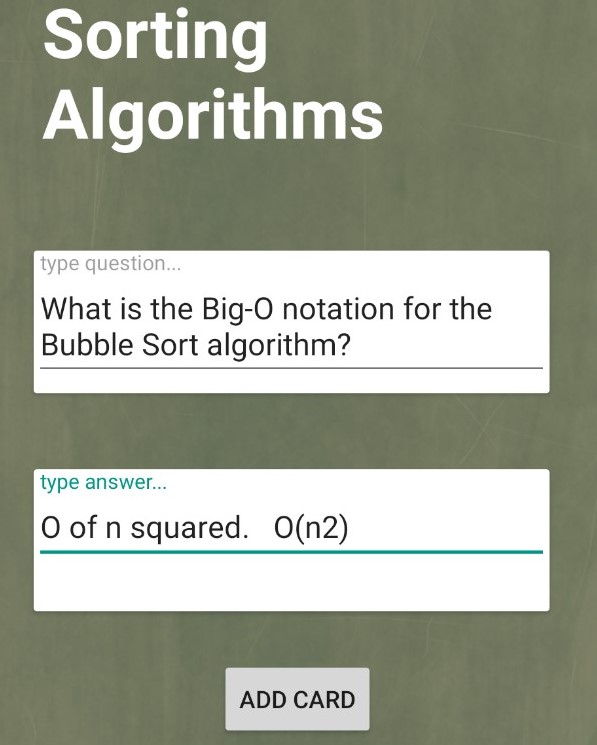 Sorting
Algorithms
type question...
What is the Big-O notation for the
Bubble Sort algorithm?
type answer...
O of n squared.   O(n2)
ADD CARD